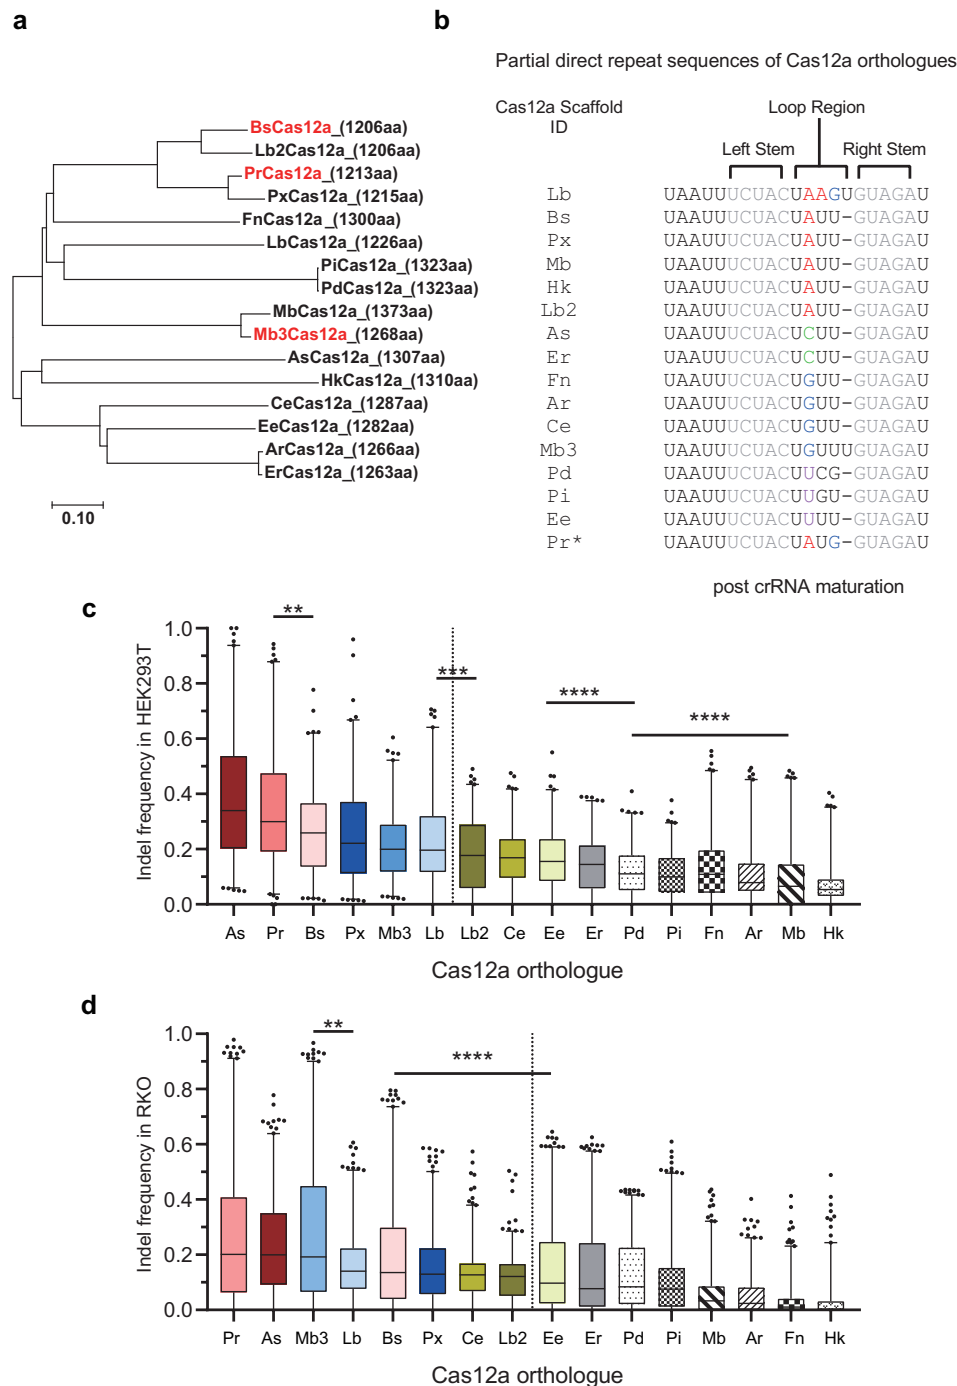 a
BsCas12a_(1206aa)
Lb2Cas12a_(1206aa)
PrCas12a_(1213aa)
PxCas12a_(1215aa)
FnCas12a_(1300aa)
LbCas12a_(1226aa)
PiCas12a_(1323aa)
PdCas12a_(1323aa)
MbCas12a_(1373aa)
Mb3Cas12a_(1268aa)
AsCas12a_(1307aa)
HkCas12a_(1310aa)
CeCas12a_(1287aa)
EeCas12a_(1282aa)
ArCas12a_(1266aa)
ErCas12a_(1263aa)
0.10
b
Partial direct repeat sequences of Cas12a orthologues
Cas12a Scaffold
ID
Loop Region
Left Stem
Right Stem
Lb UAAUUUCUACUAAGUGUAGAU
Bs UAAUUUCUACUAUU-GUAGAU
Px UAAUUUCUACUAUU-GUAGAU
Mb UAAUUUCUACUAUU-GUAGAU
Hk UAAUUUCUACUAUU-GUAGAU
Lb2 UAAUUUCUACUAUU-GUAGAU
As UAAUUUCUACUCUU-GUAGAU
Er UAAUUUCUACUCUU-GUAGAU
Fn UAAUUUCUACUGUU-GUAGAU
Ar UAAUUUCUACUGUU-GUAGAU
Ce UAAUUUCUACUGUU-GUAGAU
Mb3 UAAUUUCUACUGUUUGUAGAU
Pd UAAUUUCUACUUCG-GUAGAU
Pi UAAUUUCUACUUGU-GUAGAU
Ee UAAUUUCUACUUUU-GUAGAU
Pr* UAAUUUCUACUAUG-GUAGAU
post crRNA maturation
c
Indel frequency in HEK293T
1.0
0.8
0.6
0.4
0.2
0.0
**
***
****
****
As Pr Bs Px Mb3 Lb Lb2 Ce Ee Er Pd Pi Fn Ar Mb Hk
Cas12a orthologue
d
Indel frequency in RKO
1.0
0.8
0.6
0.4
0.2
0.0
**
****
Pr As Mb3 Lb Bs Px Ce Lb2 Ee Er Pd Pi Mb Ar Fn Hk
Cas12a orthologue